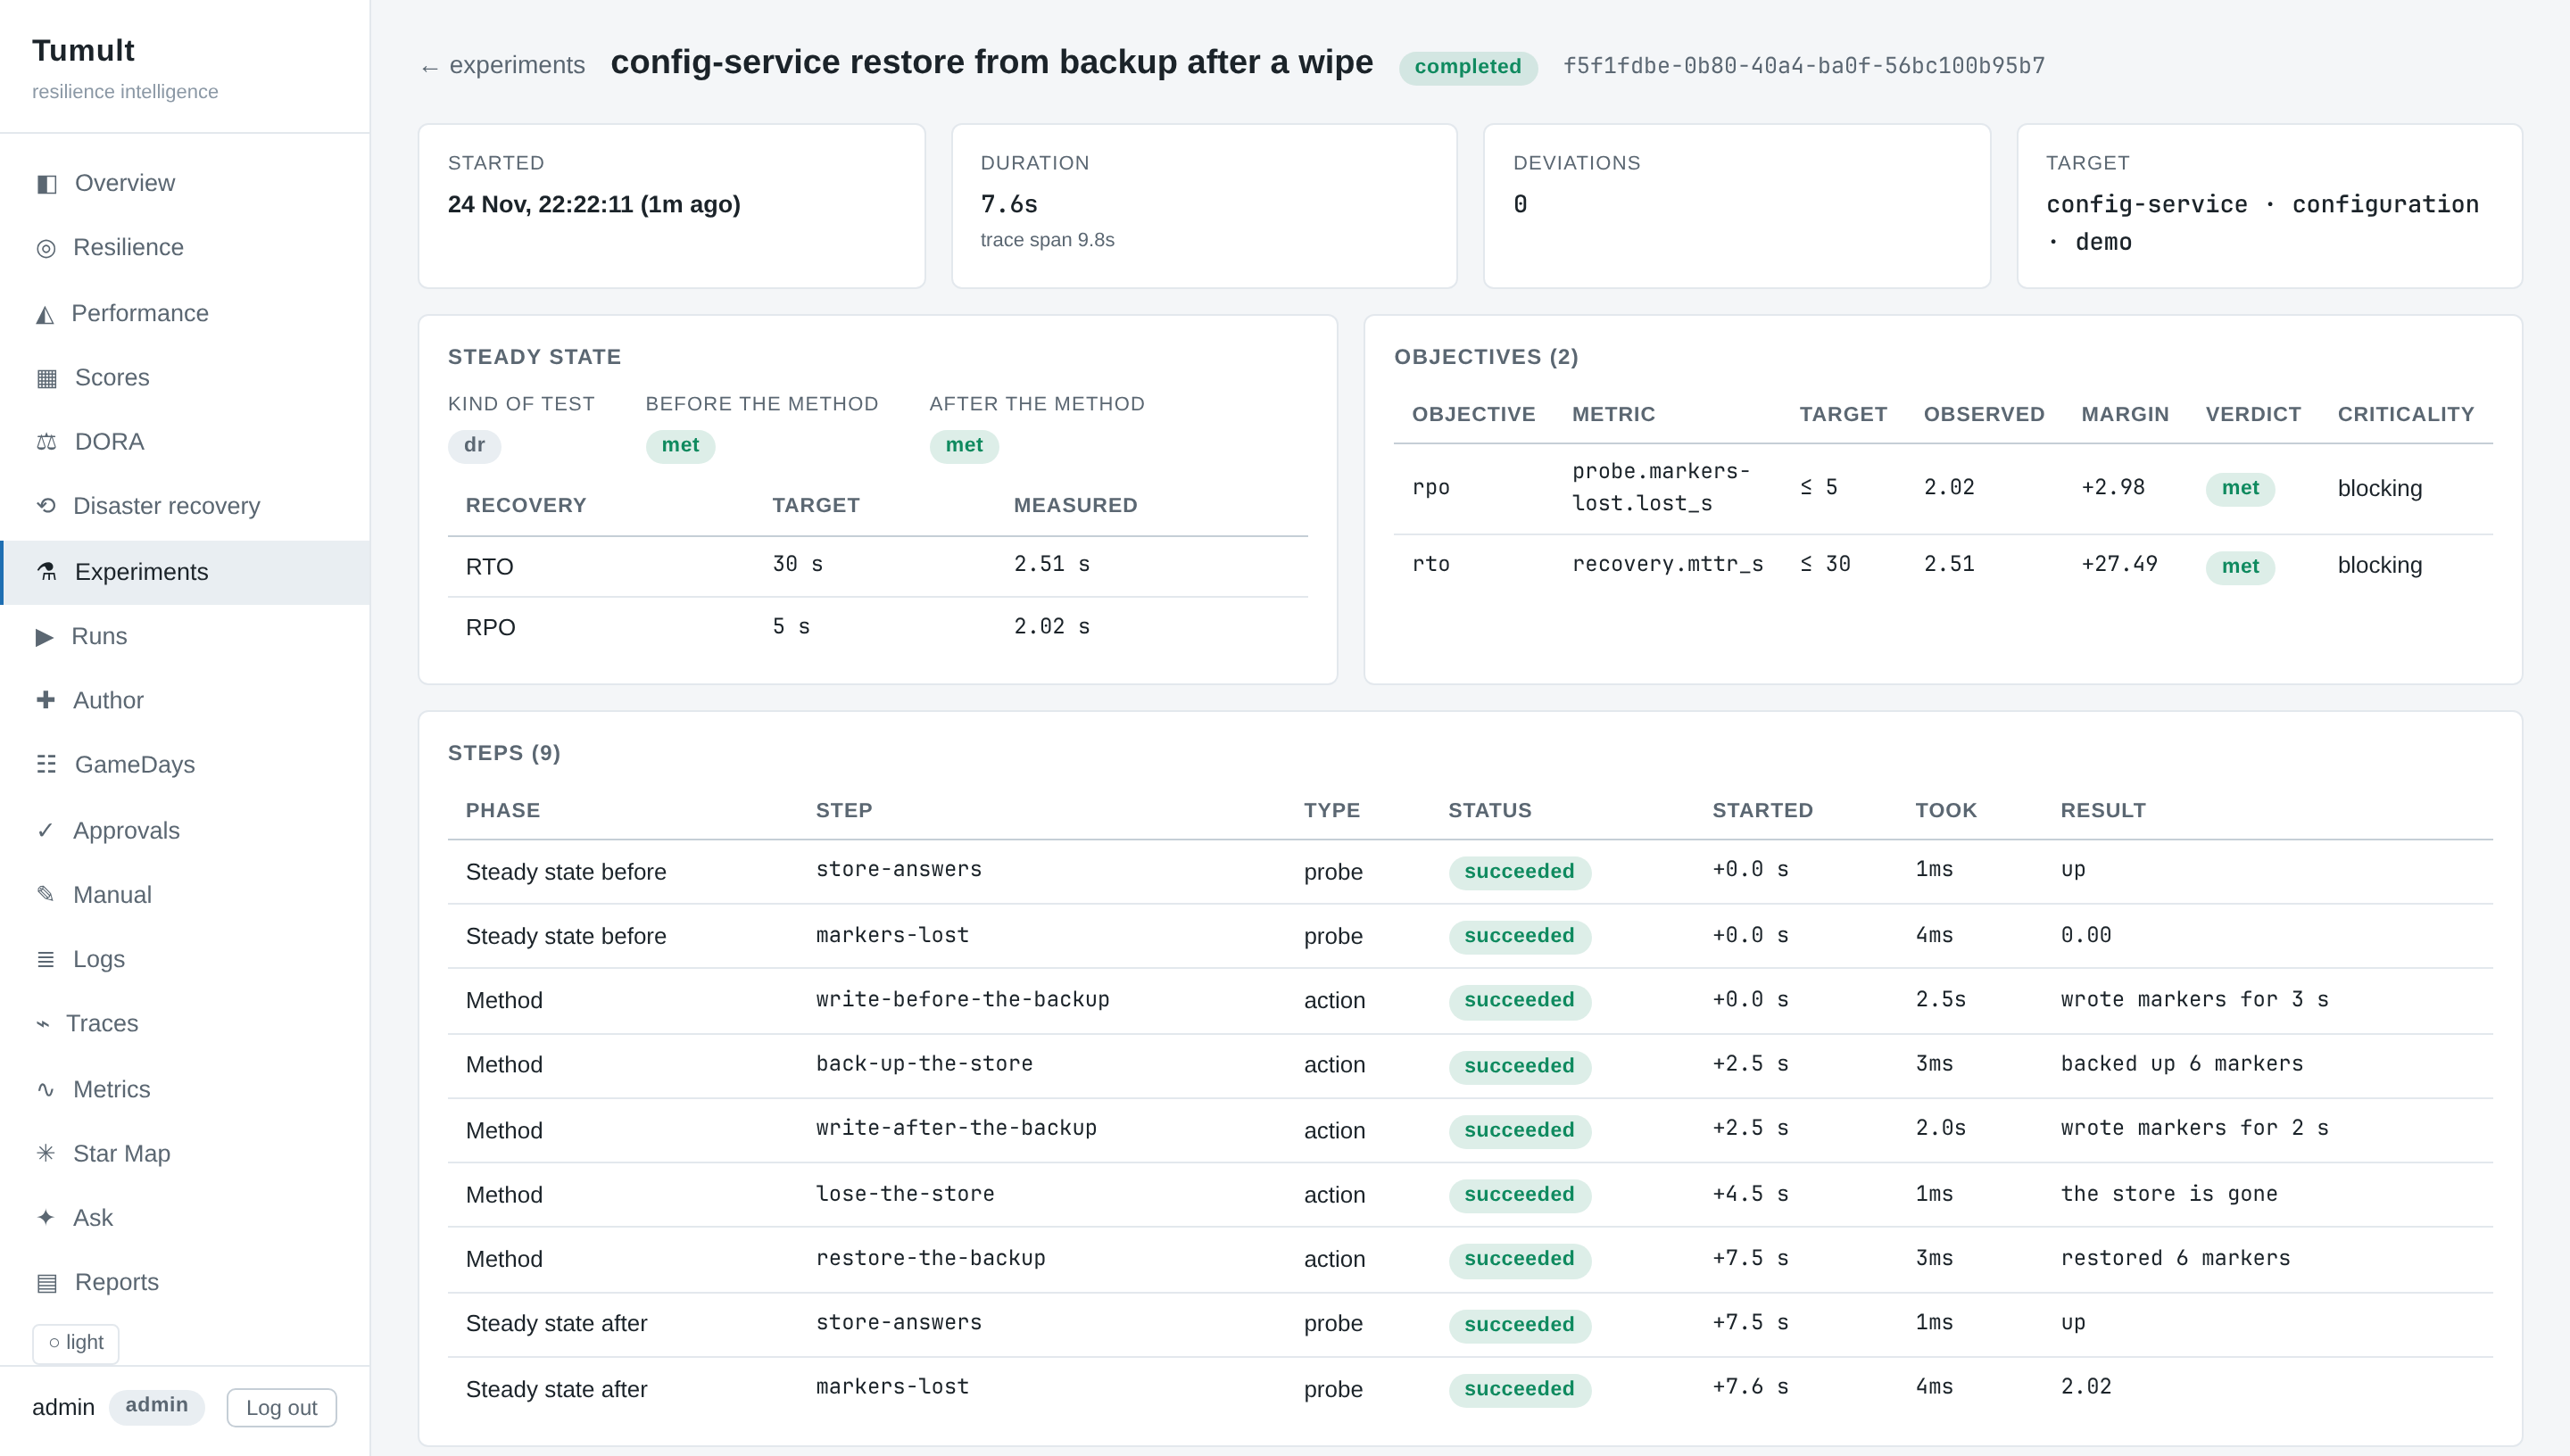 Tumult
resilience intelligence
Overview
Resilience
Performance
Scores
DORA
Disaster recovery
Experiments
Runs
Author
GameDays
Approvals
Manual
Logs
Traces
Metrics
Star Map
Ask
Reports
light
admin admin Log out
← experiments config-service restore from backup after a wipe completed f5f1fdbe-0b80-40a4-ba0f-56bc100b95b7
STARTED
24 Nov, 22:22:11 (1m ago)
DURATION
7.6s
trace span 9.8s
DEVIATIONS
0
TARGET
config-service · configuration
· demo
STEADY STATE
KIND OF TEST BEFORE THE METHOD AFTER THE METHOD
dr met met
RECOVERY TARGET MEASURED
RTO 30 s 2.51 s
RPO 5 s 2.02 s
OBJECTIVES (2)
OBJECTIVE METRIC TARGET OBSERVED MARGIN VERDICT CRITICALITY
rpo probe.markers- ≤ 5 2.02 +2.98 met blocking
lost.lost_s
rto recovery.mttr_s ≤ 30 2.51 +27.49 met blocking
STEPS (9)
PHASE STEP TYPE STATUS STARTED TOOK RESULT
Steady state before store-answers probe succeeded +0.0 s 1ms up
Steady state before markers-lost probe succeeded +0.0 s 4ms 0.00
Method write-before-the-backup action succeeded +0.0 s 2.5s wrote markers for 3 s
Method back-up-the-store action succeeded +2.5 s 3ms backed up 6 markers
Method write-after-the-backup action succeeded +2.5 s 2.0s wrote markers for 2 s
Method lose-the-store action succeeded +4.5 s 1ms the store is gone
Method restore-the-backup action succeeded +7.5 s 3ms restored 6 markers
Steady state after store-answers probe succeeded +7.5 s 1ms up
Steady state after markers-lost probe succeeded +7.6 s 4ms 2.02